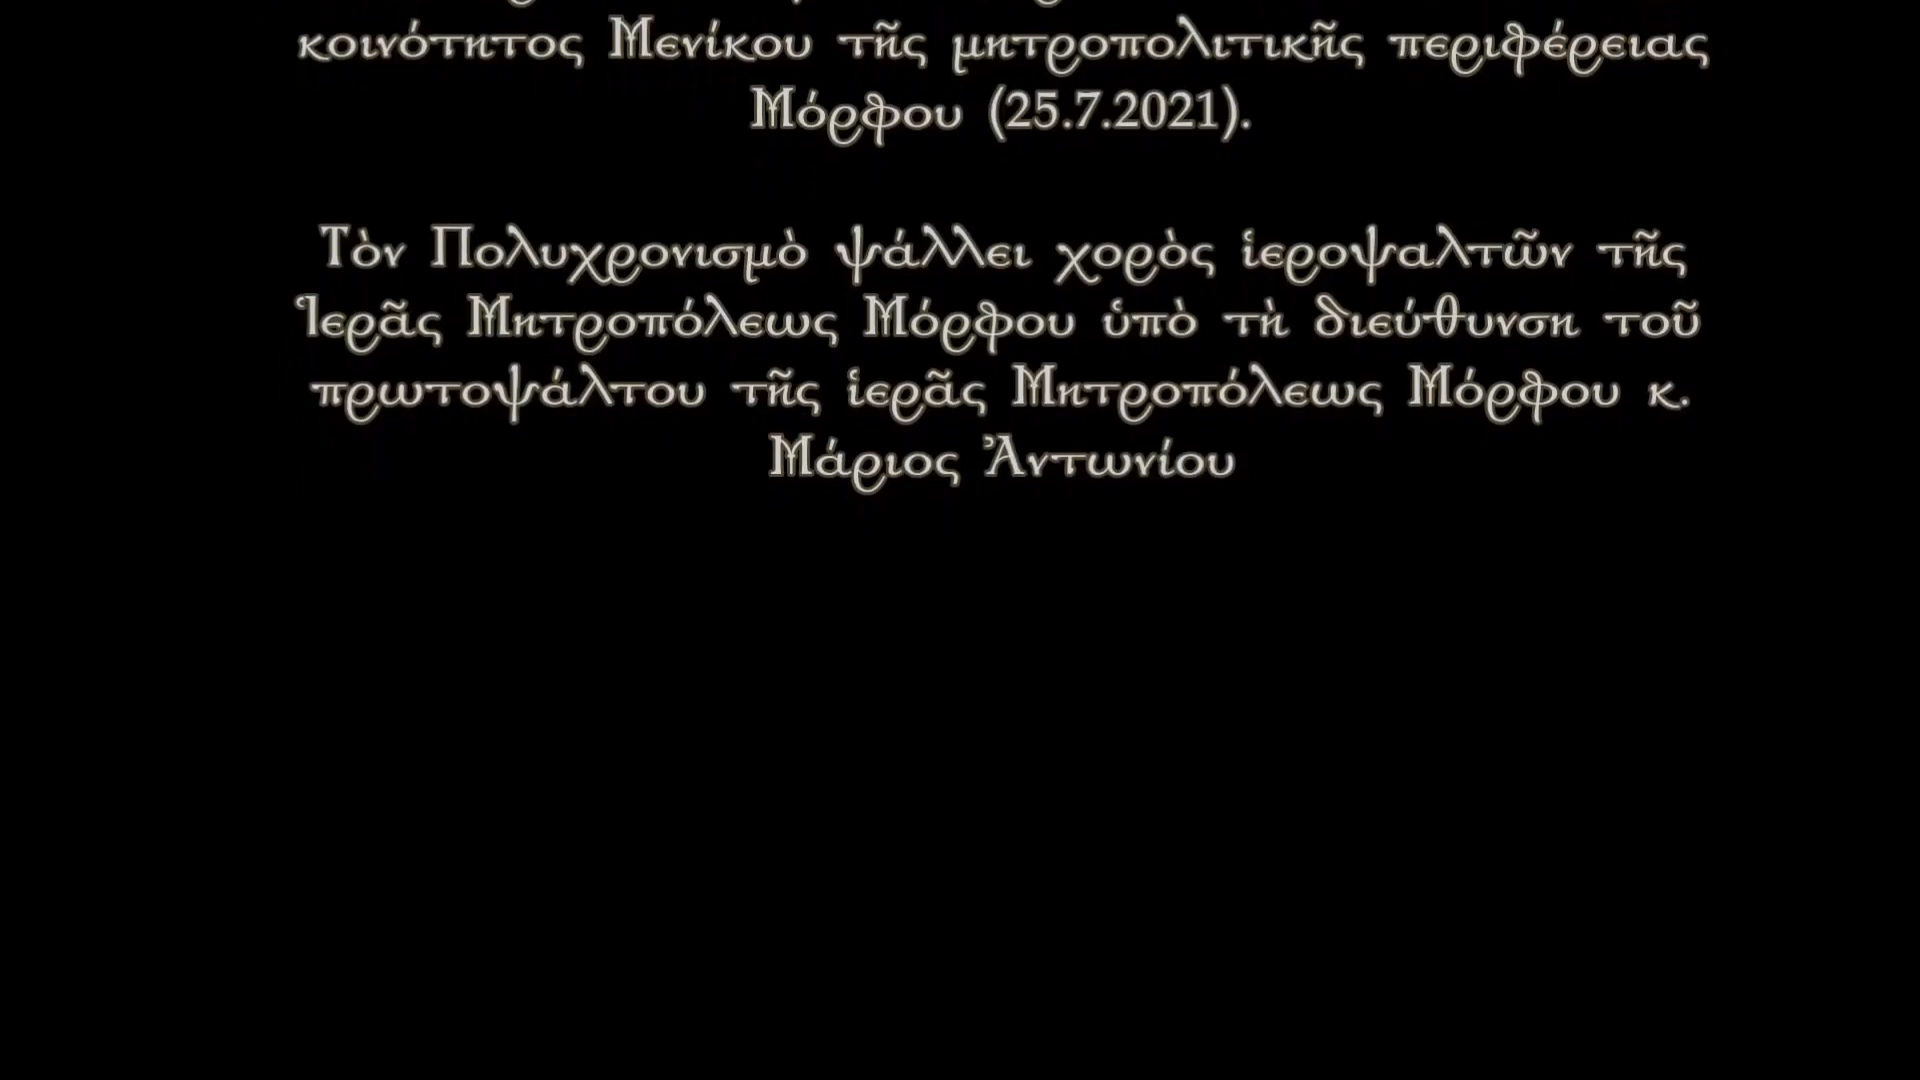 κοινότητος Μενίκου τῆς μητροπολιτικῆς περιφέρειας
Μόρφου (25.7.2021).
Τὸν Πολυχρονισμὸ ψάλλει χορὸς ἱεροψαλτῶν τῆς
Ἱερᾶς Μητροπόλεως Μόρφου ὑπὸ τὴ διεύθυνση τοῦ
πρωτοψάλτου τῆς ἱερᾶς Μητροπόλεως Μόρφου κ.
Μάριος Ἀντωνίου